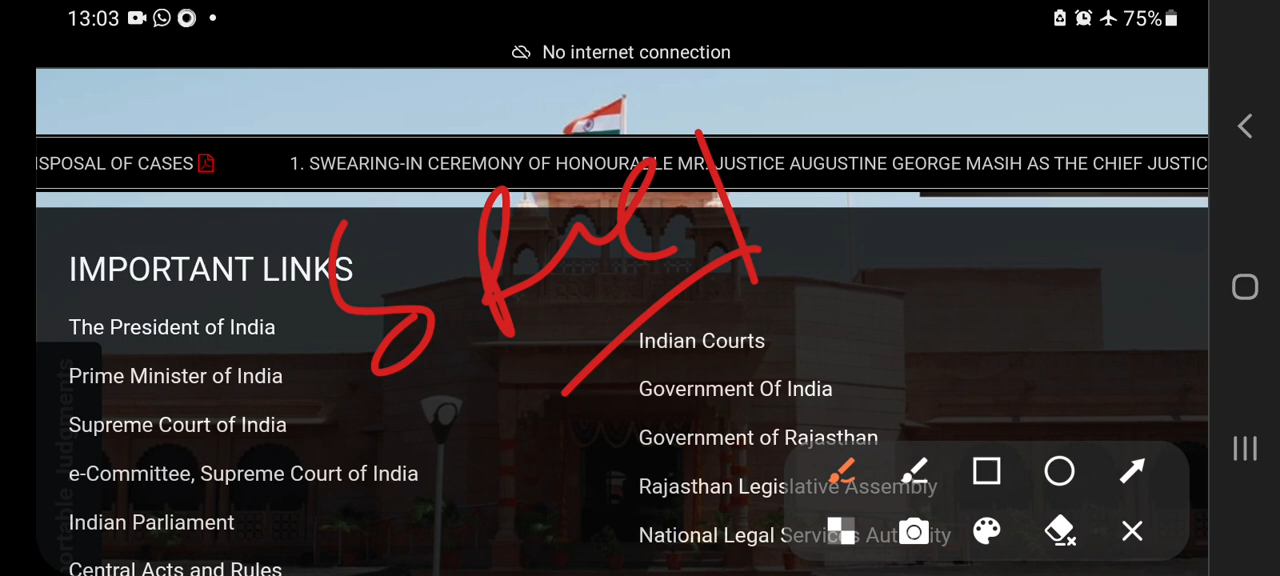 13:03
75%
No internet connection
ISPOSAL OF CASES 1. SWEARING-IN CEREMONY OF HONOURABLE MR. JUSTICE AUGUSTINE GEORGE MASIH AS THE CHIEF JUSTIC
IMPORTANT LINKS
The President of India
Prime Minister of India
Supreme Court of India
e-Committee, Supreme Court of India
Indian Parliament
Central Acts and Rules
Indian Courts
Government Of India
Government of Rajasthan
Rajasthan Legislative Assembly
National Legal Services Authority
ortable Judgments